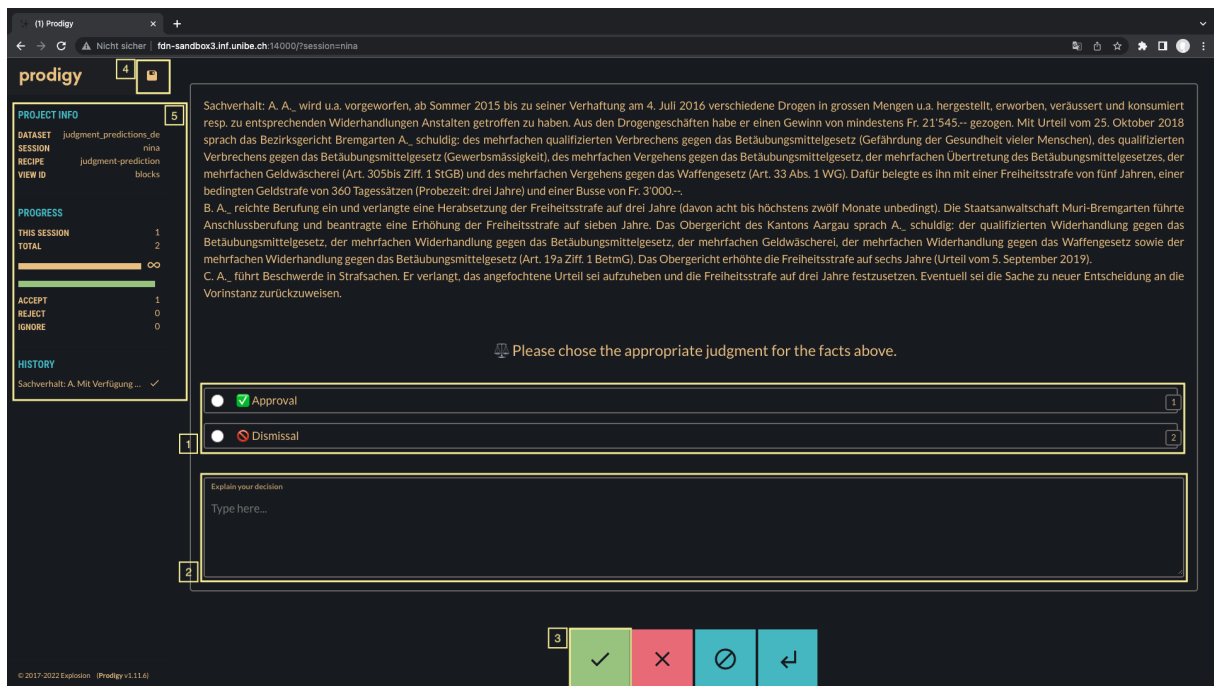 (1) Prodigy
Nicht sicher fdn-sandbox3.inf.unibe.ch:14000/?session=nina
prodigy
4
5
PROJECT INFO
DATASET judgment_predictions_de
SESSION nina
RECIPE judgment-prediction
VIEW ID blocks
PROGRESS
THIS SESSION 1
TOTAL 2
∞
ACCEPT 1
REJECT 0
IGNORE 0
HISTORY
Sachverhalt: A. Mit Verfügung ...
Sachverhalt: A. A._ wird u.a. vorgeworfen, ab Sommer 2015 bis zu seiner Verhaftung am 4. Juli 2016 verschiedene Drogen in grossen Mengen u.a. hergestellt, erworben, veräussert und konsumiert
resp. zu entsprechenden Widerhandlungen Anstalten getroffen zu haben. Aus den Drogengeschäften habe er einen Gewinn von mindestens Fr. 21'545.-- gezogen. Mit Urteil vom 25. Oktober 2018
sprach das Bezirksgericht Bremgarten A._ schuldig: des mehrfachen qualifizierten Verbrechens gegen das Betäubungsmittelgesetz (Gefährdung der Gesundheit vieler Menschen), des qualifizierten
Verbrechens gegen das Betäubungsmittelgesetz (Gewerbsmässigkeit), des mehrfachen Vergehens gegen das Betäubungsmittelgesetz, der mehrfachen Übertretung des Betäubungsmittelgesetzes, der
mehrfachen Geldwäscherei (Art. 305bis Ziff. 1 StGB) und des mehrfachen Vergehens gegen das Waffengesetz (Art. 33 Abs. 1 WG). Dafür belegte es ihn mit einer Freiheitsstrafe von fünf Jahren, einer
bedingten Geldstrafe von 360 Tagessätzen (Probezeit: drei Jahre) und einer Busse von Fr. 3'000.--.
B. A._ reichte Berufung ein und verlangte eine Herabsetzung der Freiheitsstrafe auf drei Jahre (davon acht bis höchstens zwölf Monate unbedingt). Die Staatsanwaltschaft Muri-Bremgarten führte
Anschlussberufung und beantragte eine Erhöhung der Freiheitsstrafe auf sieben Jahre. Das Obergericht des Kantons Aargau sprach A._ schuldig: der qualifizierten Widerhandlung gegen das
Betäubungsmittelgesetz, der mehrfachen Widerhandlung gegen das Betäubungsmittelgesetz, der mehrfachen Geldwäscherei, der mehrfachen Widerhandlung gegen das Waffengesetz sowie der
mehrfachen Widerhandlung gegen das Betäubungsmittelgesetz (Art. 19a Ziff. 1 BetmG). Das Obergericht erhöhte die Freiheitsstrafe auf sechs Jahre (Urteil vom 5. September 2019).
C. A._ führt Beschwerde in Strafsachen. Er verlangt, das angefochtene Urteil sei aufzuheben und die Freiheitsstrafe auf drei Jahre festzusetzen. Eventuell sei die Sache zu neuer Entscheidung an die
Vorinstanz zurückzuweisen.
Please chose the appropriate judgment for the facts above.
Approval 1
Dismissal 2
1
Explain your decision
Type here...
2
3
© 2017-2022 Explosion (Prodigy v1.11.6)